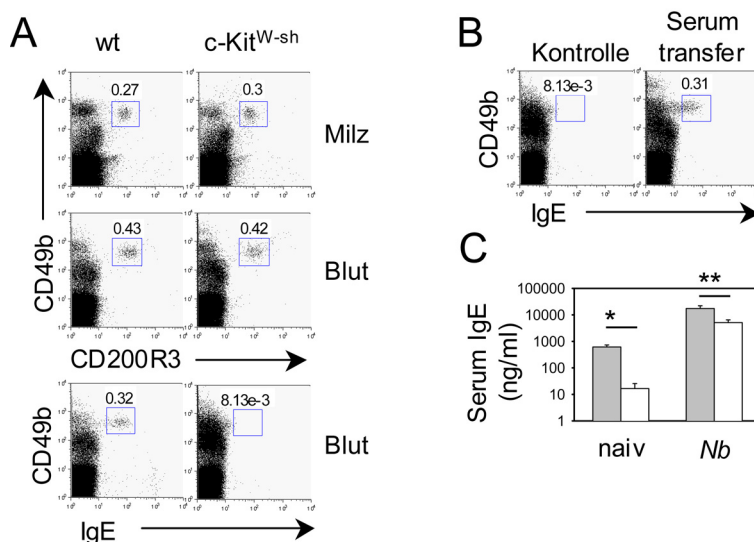 A
wt c-Kit^W-sh
0.27 0.3
Milz
0.43 0.42
Blut
CD49b
CD200R3
0.32 8.13e-3
Blut
CD49b
IgE
B
Kontrolle Serum transfer
8.13e-3 0.31
CD49b
IgE
C
100000
10000
1000
100
10
1
Serum IgE
(ng/ml)
*
**
naiv Nb